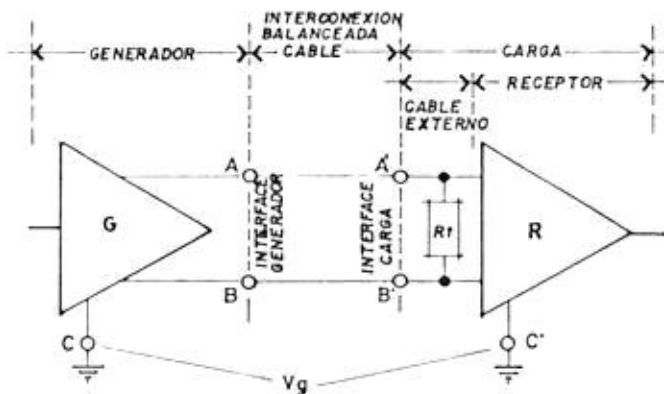 INTERCONEXION
BALANCEADA
GENERADOR
CABLE
CARGA
CABLE
EXTERNO
RECEPTOR
A
A'
G
INTERFACE
GENERADOR
INTERFACE
CARGA
Rt
R
B
B'
C
C'
Vg